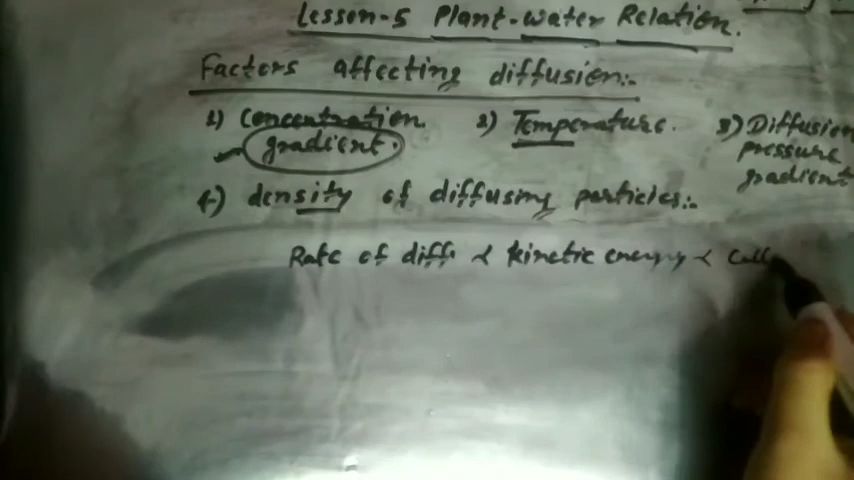 Lesson-5 Plant-water Relation.
Factors affecting diffusion:-
1) Concentration gradient.
2) Temperature.
3) Diffusion pressure gradient
4) density of diffusing particles:-
Rate of diff. ∝ kinetic energy ∝ Coll